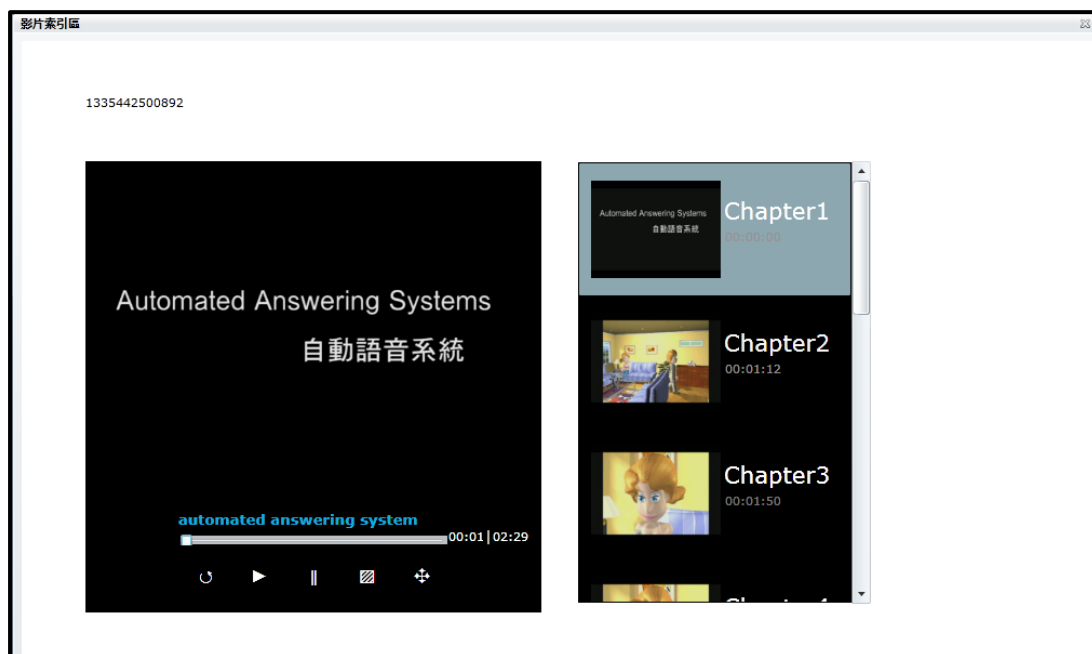 影片索引區
1335442500892
Automated Answering Systems
自動語音系統
automated answering system
00:01|02:29
Automated Answering Systems
自動語音系統
Chapter1
00:00:00
Chapter2
00:01:12
Chapter3
00:01:50